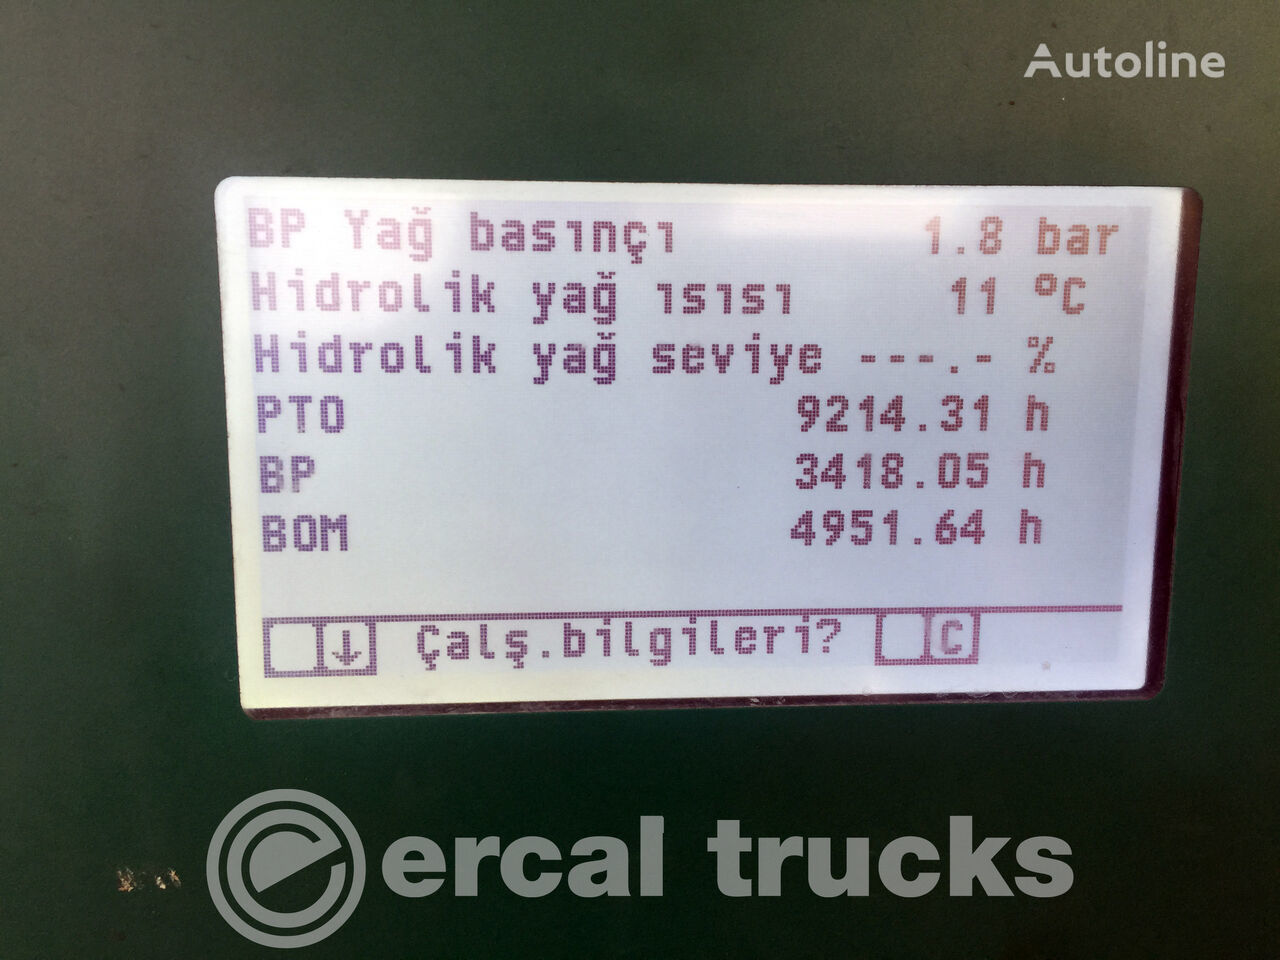 Autoline
BP Yağ basınçı 1.8 bar
Hidrolik yağ ısısı 11 °C
Hidrolik yağ seviye ---.- %
PTO 9214.31 h
BP 3418.05 h
BOM 4951.64 h
↓ Çalş.bilgileri? C
e ercal trucks